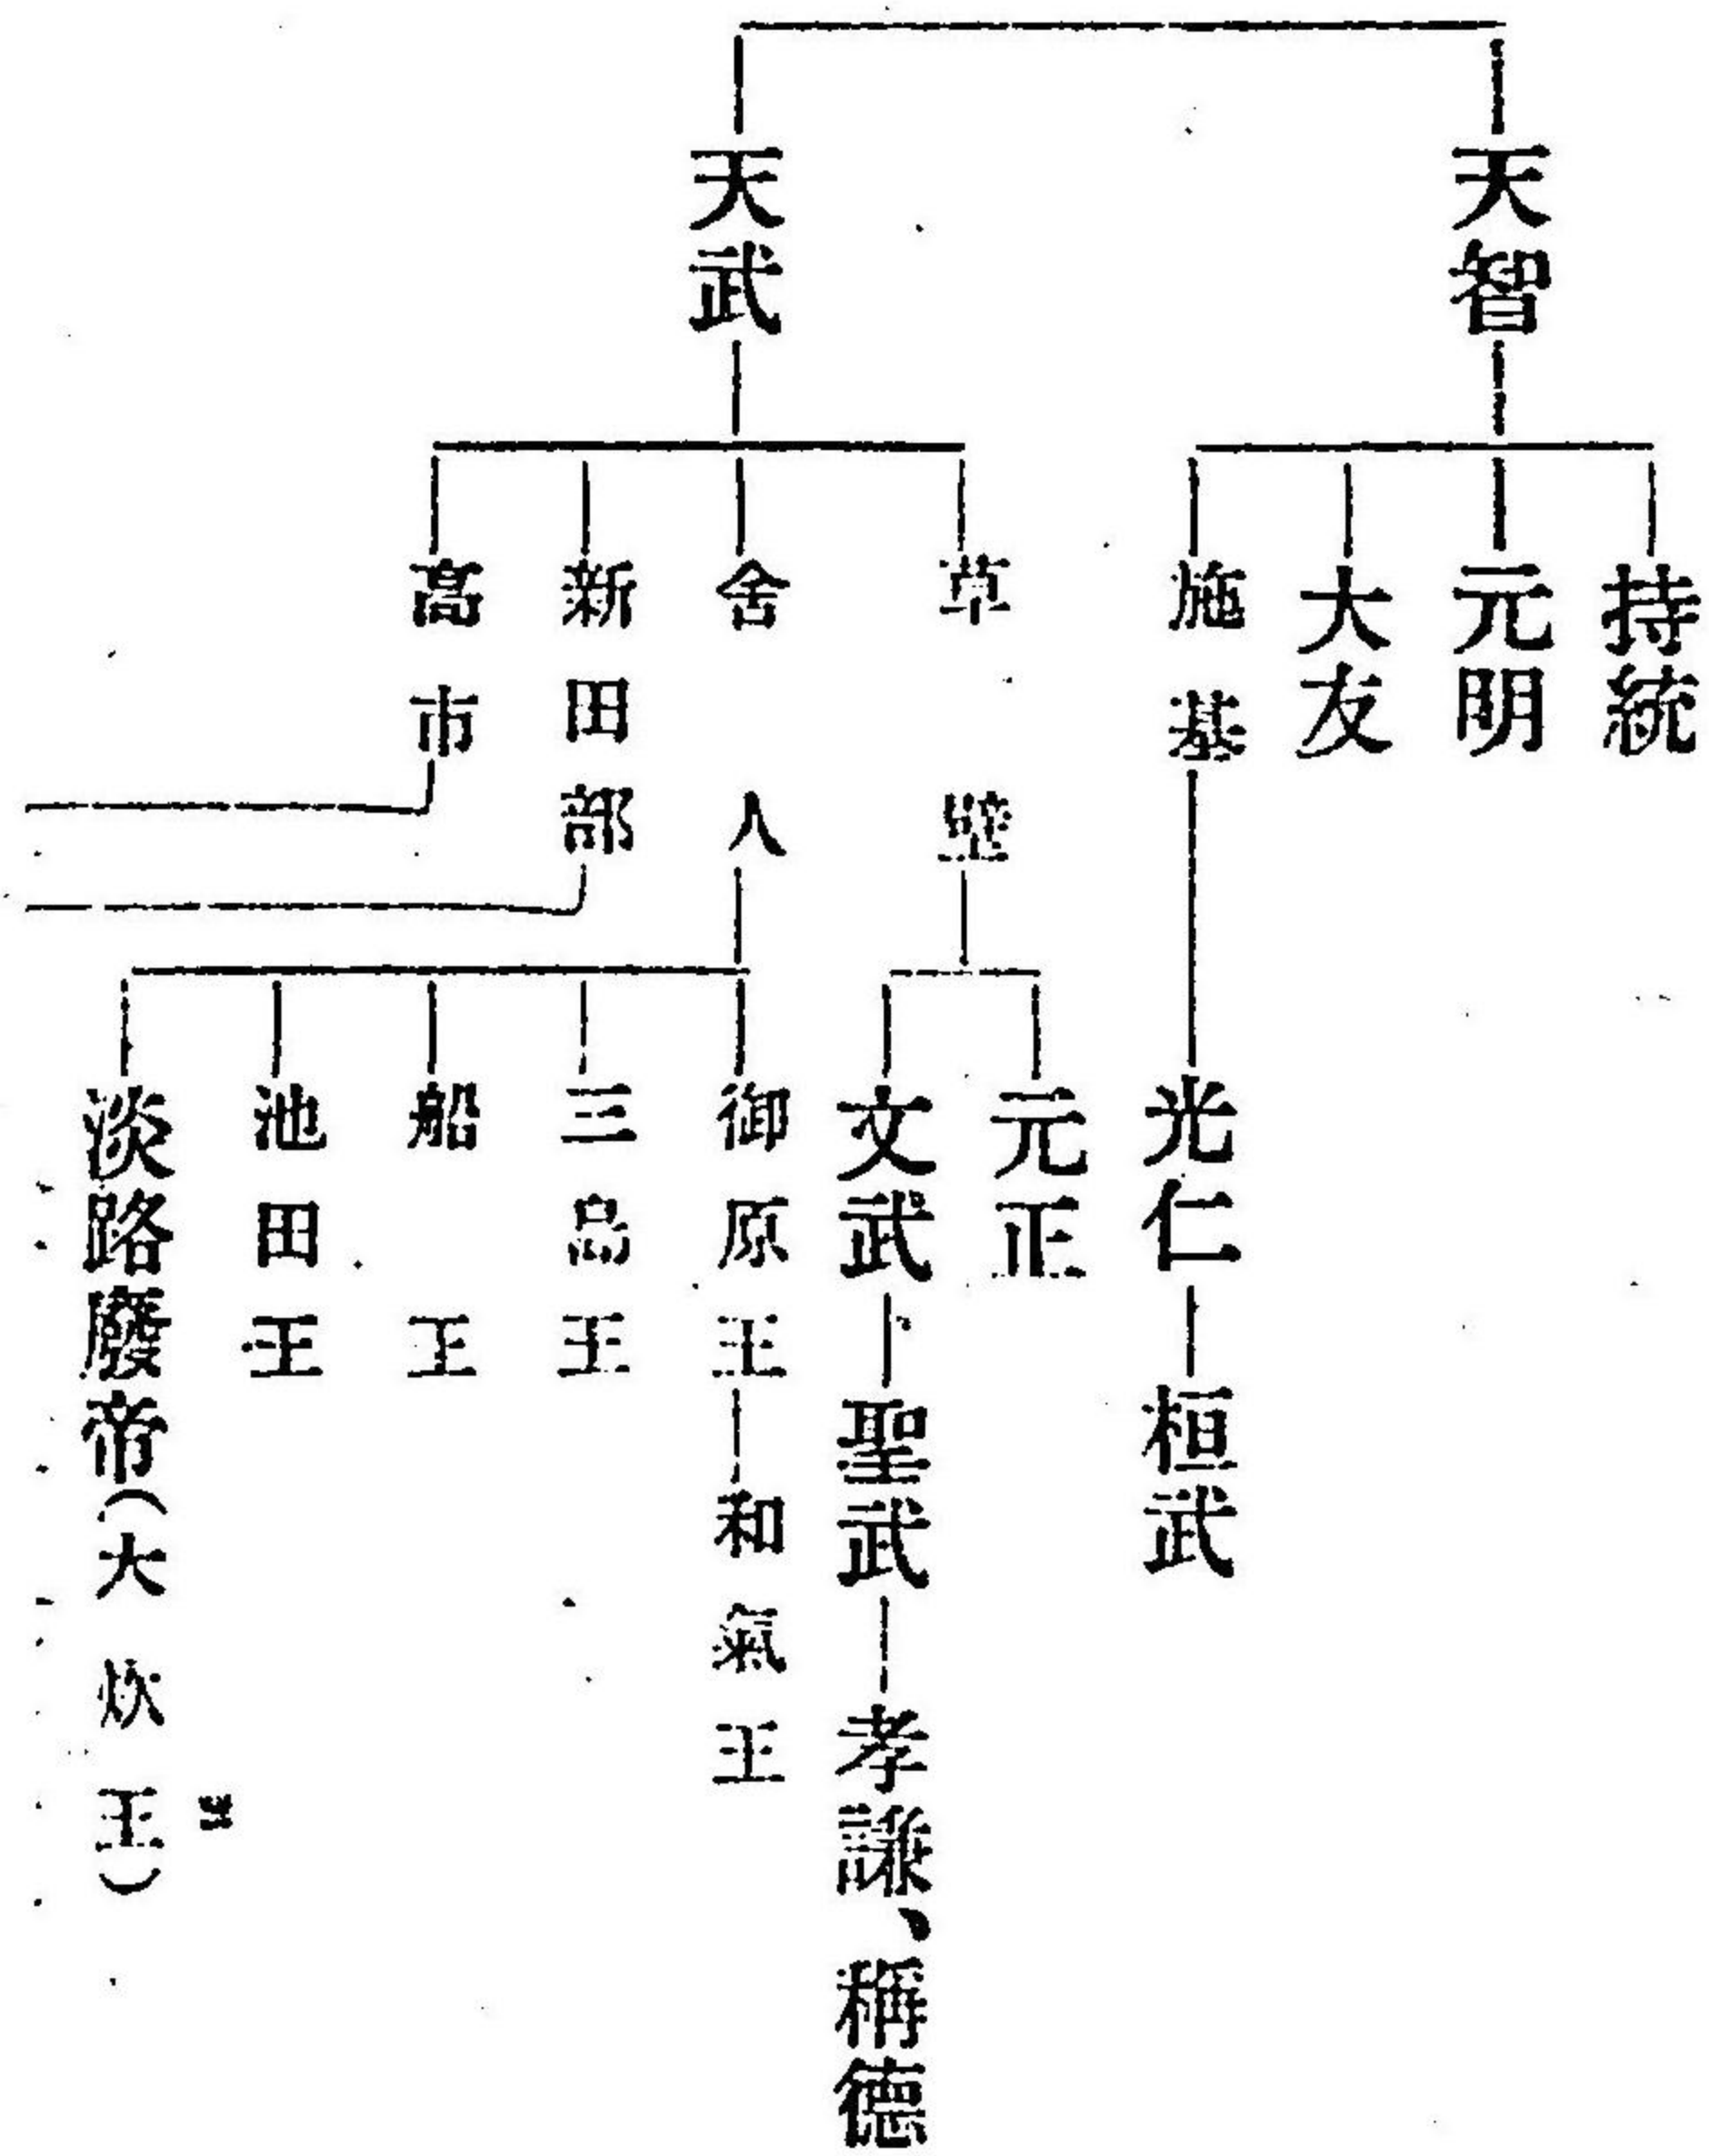 天智
持統
元明
大友
施基
光仁
桓武
天武
草壁
元正
文武
聖武
孝謙、稱德
舍人
御原王
和氣王
三島王
船王
池田王
淡路廢帝(大炊王)
新田部
高市